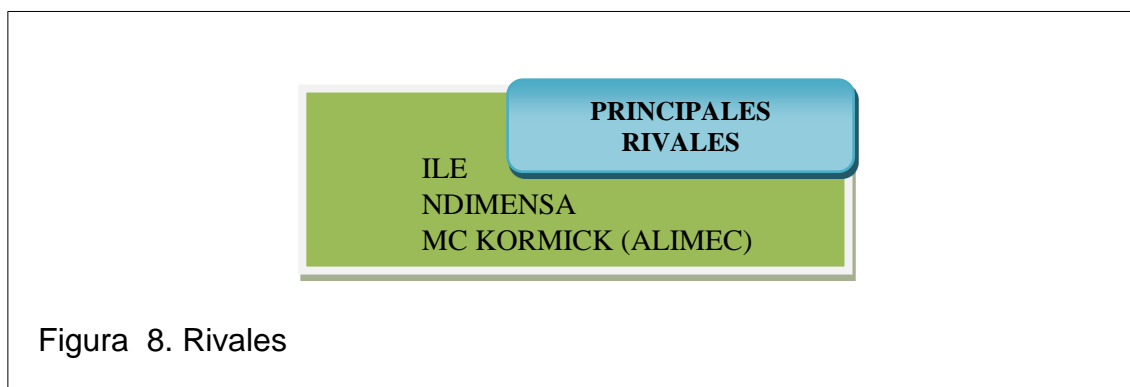 PRINCIPALES
RIVALES
ILE
NDIMENSA
MC KORMICK (ALIMEC)
Figura 8. Rivales